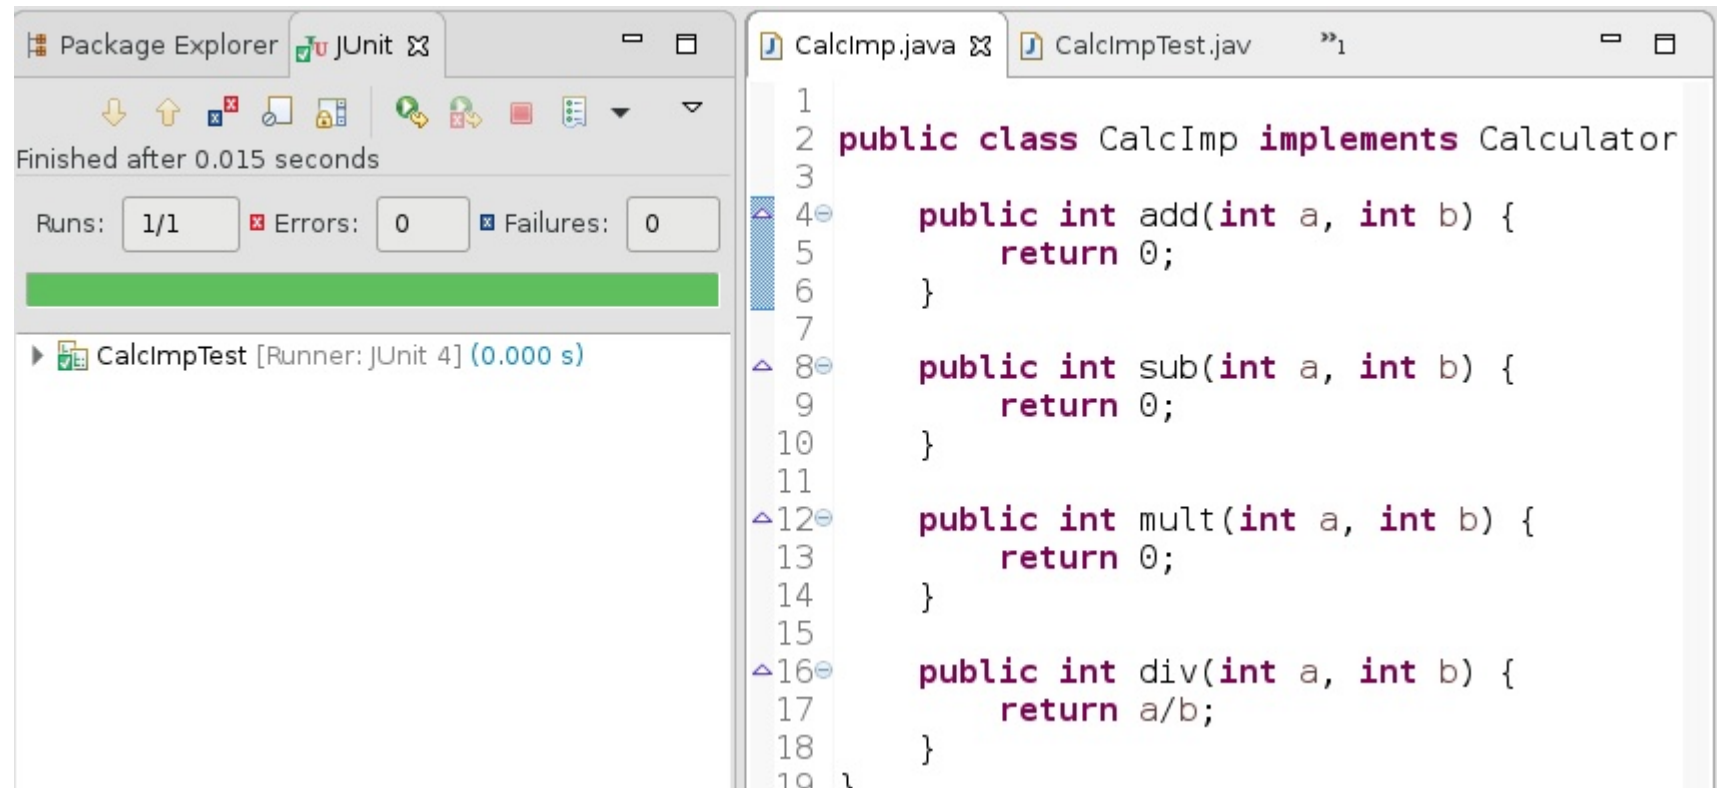 Package Explorer JUnit
Finished after 0.015 seconds
Runs: 1/1 Errors: 0 Failures: 0
CalcImpTest [Runner: JUnit 4] (0.000 s)
CalcImp.java CalcImpTest.jav »1
1
2 public class CalcImp implements Calculator
3
4 public int add(int a, int b) {
5 return 0;
6 }
7
8 public int sub(int a, int b) {
9 return 0;
10 }
11
12 public int mult(int a, int b) {
13 return 0;
14 }
15
16 public int div(int a, int b) {
17 return a/b;
18 }
19 }